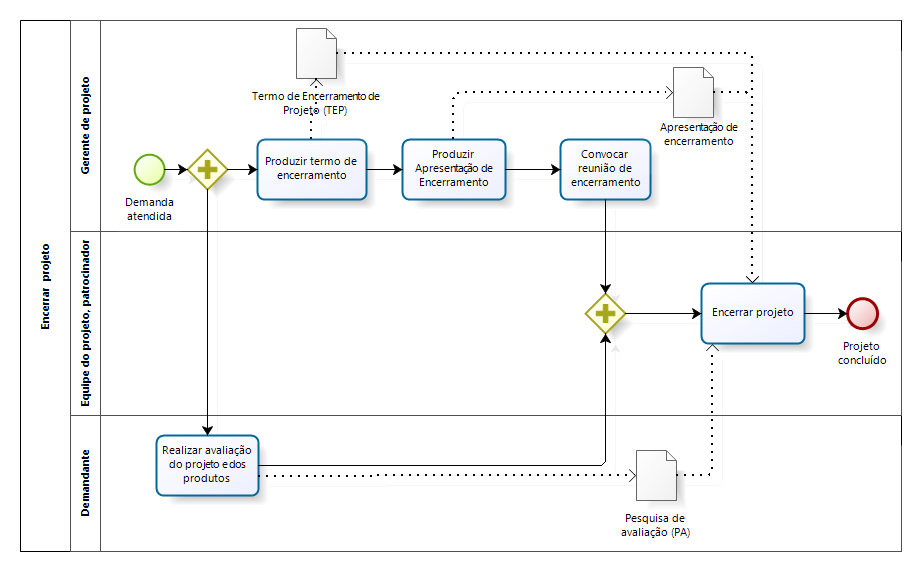 Encerrar projeto
Gerente de projeto
Termo de Encerramento de
Projeto (TEP)
Apresentação de
encerramento
Demanda
atendida
Produzir termo de
encerramento
Produzir
Apresentação de
Encerramento
Convocar
reunião de
encerramento
Equipe do projeto, patrocinador
Encerrar projeto
Projeto
concluído
Demandante
Realizar avaliação
do projeto e dos
produtos
Pesquisa de
avaliação (PA)